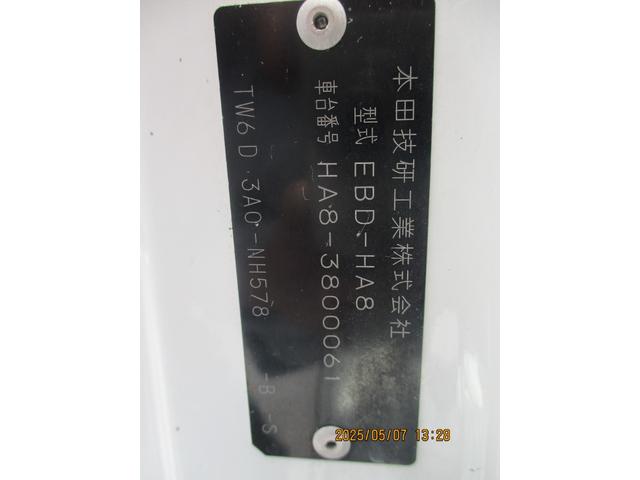 本田技研工業株式会社
型式 EBD-HA8
車台番号 HA8-3800061
TW6D 3A0-NH578 -B -S
2025/05/07 13:28